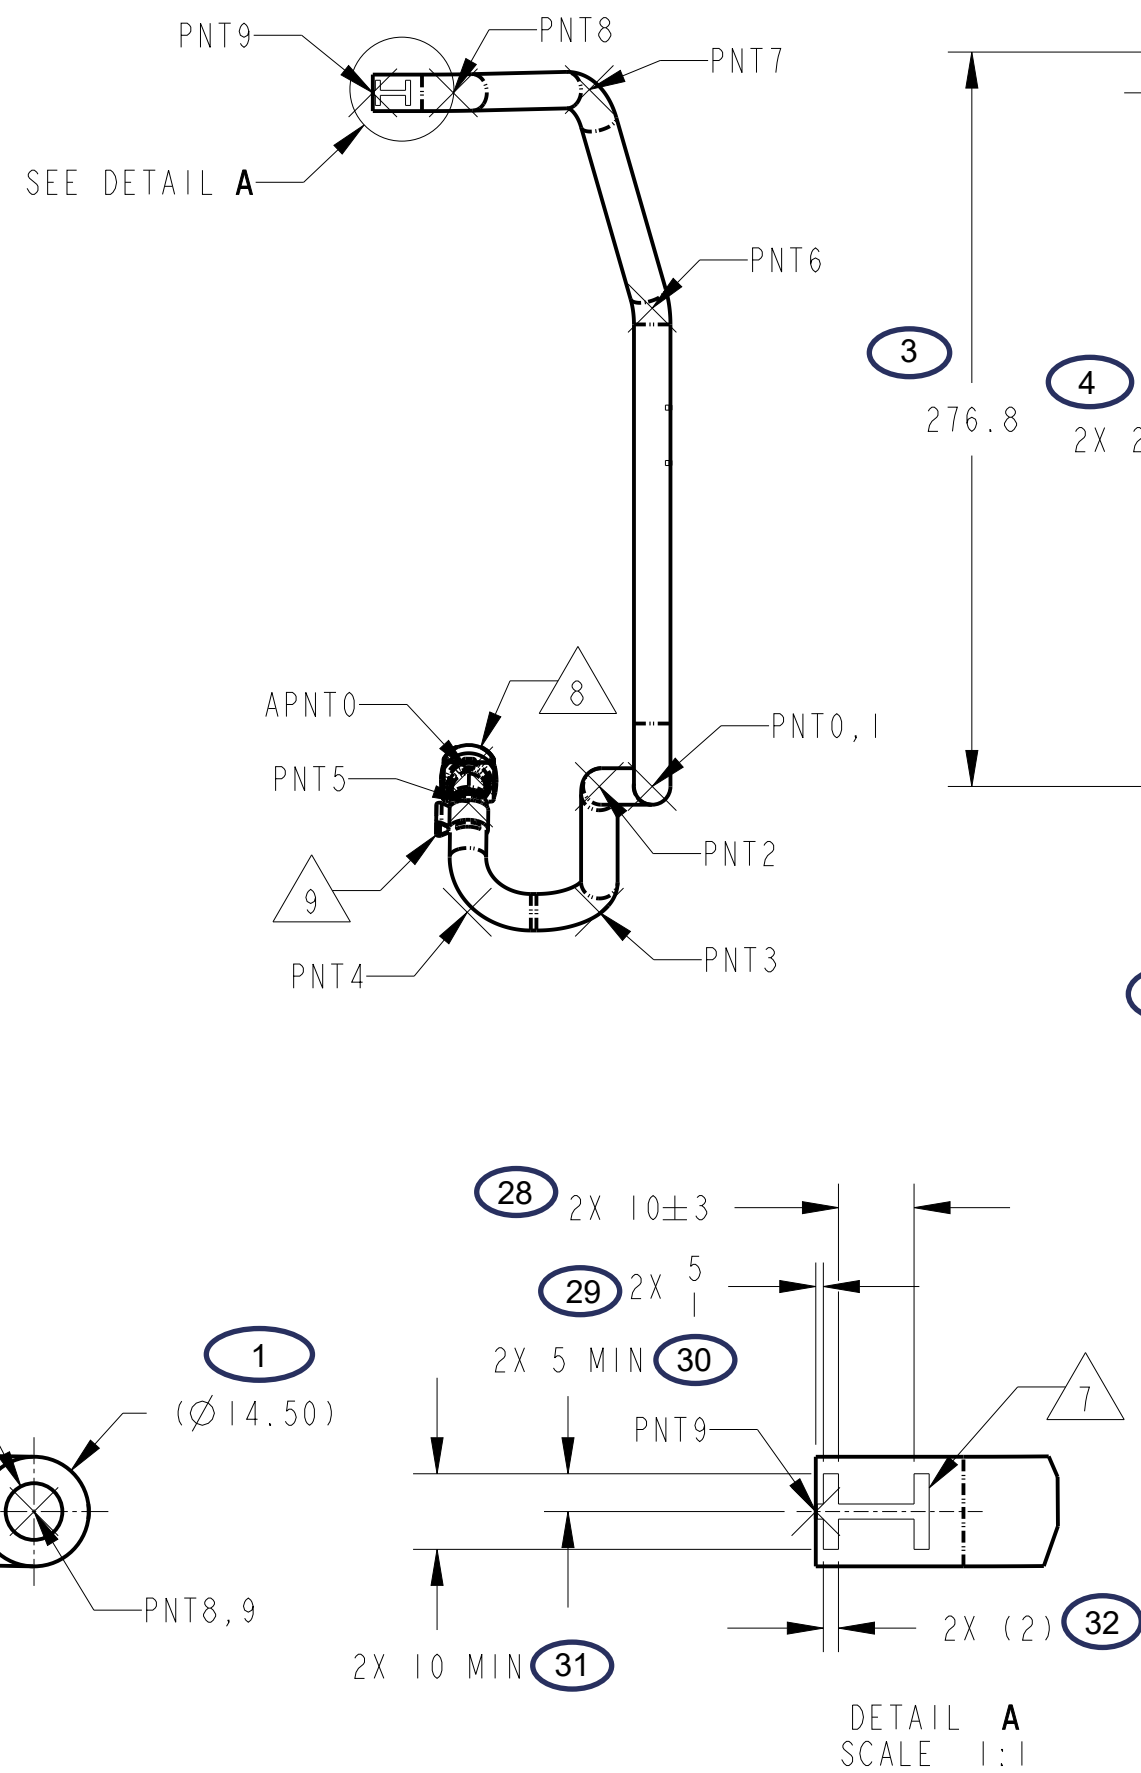 PNT9
PNT8
PNT7
SEE DETAIL A
PNT6
3
276.8
4
2X 2
8
APNT0
PNT5
PNT0,1
PNT2
9
PNT4
PNT3
28 2X 10±3
29 2X 5
1
2X 5 MIN 30
1
(Ø14.50)
7
PNT9
PNT8,9
2X (2) 32
2X 10 MIN 31
DETAIL A
SCALE 1:1